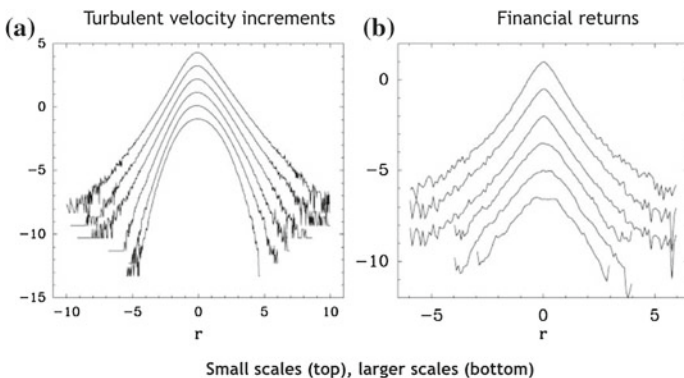 Turbulent velocity increments
Financial returns
(a)
(b)
5
0
−5
−10
−15
−10
−5
0
5
10
r
0
−5
−10
−5
0
5
r
Small scales (top), larger scales (bottom)